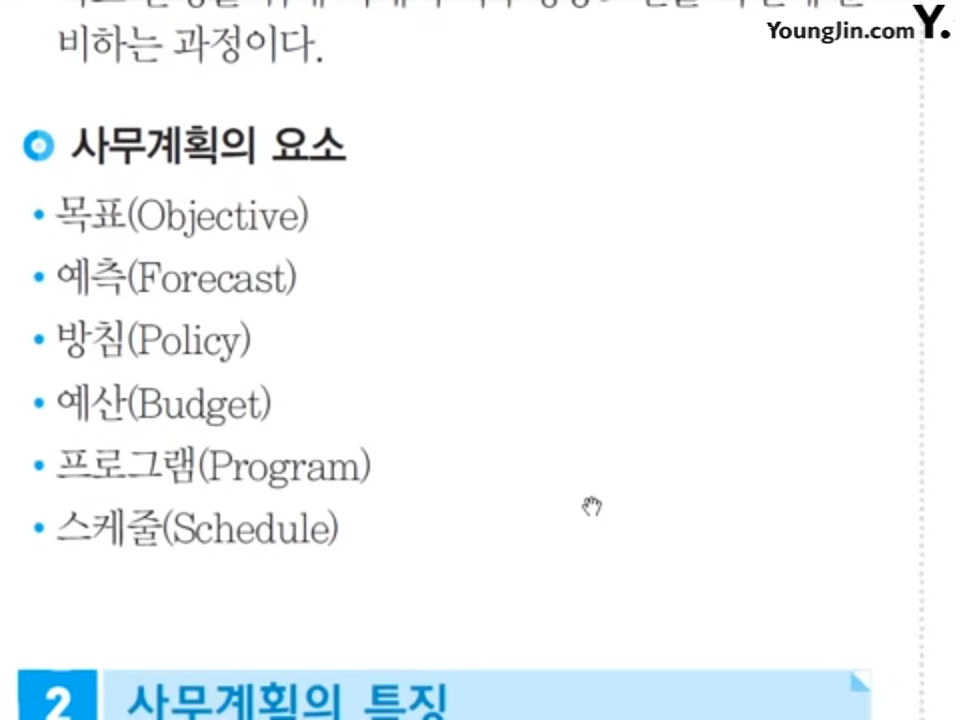 YoungJin.com Y.
비하는 과정이다.
사무계획의 요소
• 목표(Objective)
• 예측(Forecast)
• 방침(Policy)
• 예산(Budget)
• 프로그램(Program)
• 스케줄(Schedule)
2 사무계획의 특징